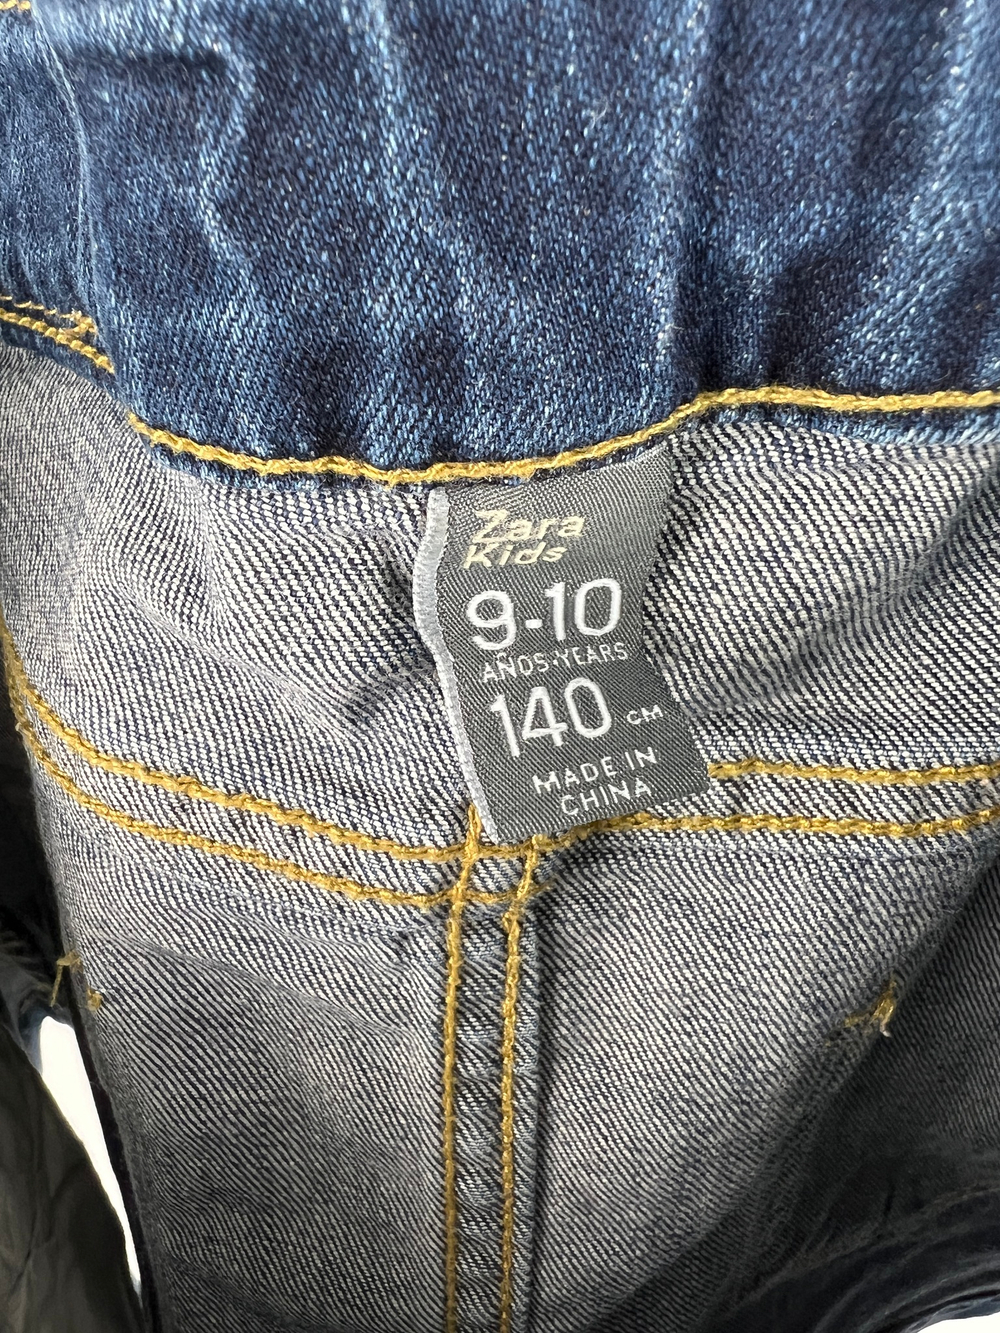 Zara
Kids
9-10
AÑOS·YEARS
140 CM
MADE IN
CHINA